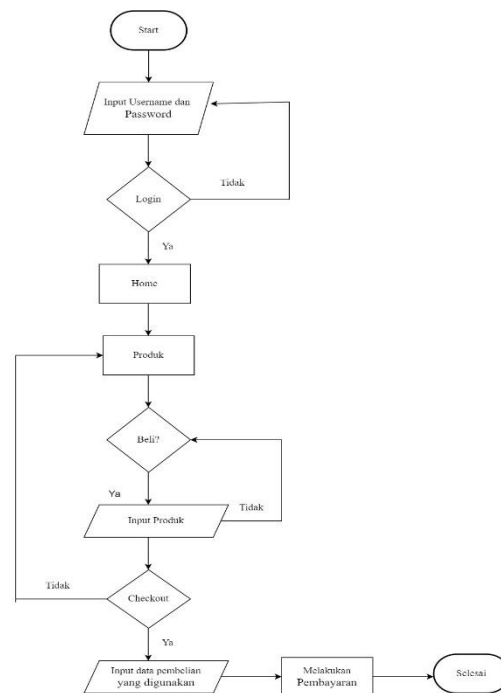 Start
Input Username dan
Password
Tidak
Login
Ya
Home
Produk
Beli?
Ya
Input Produk
Tidak
Tidak
Checkout
Ya
Input data pembelian
yang digunakan
Melakukan
Pembayaran
Selesai